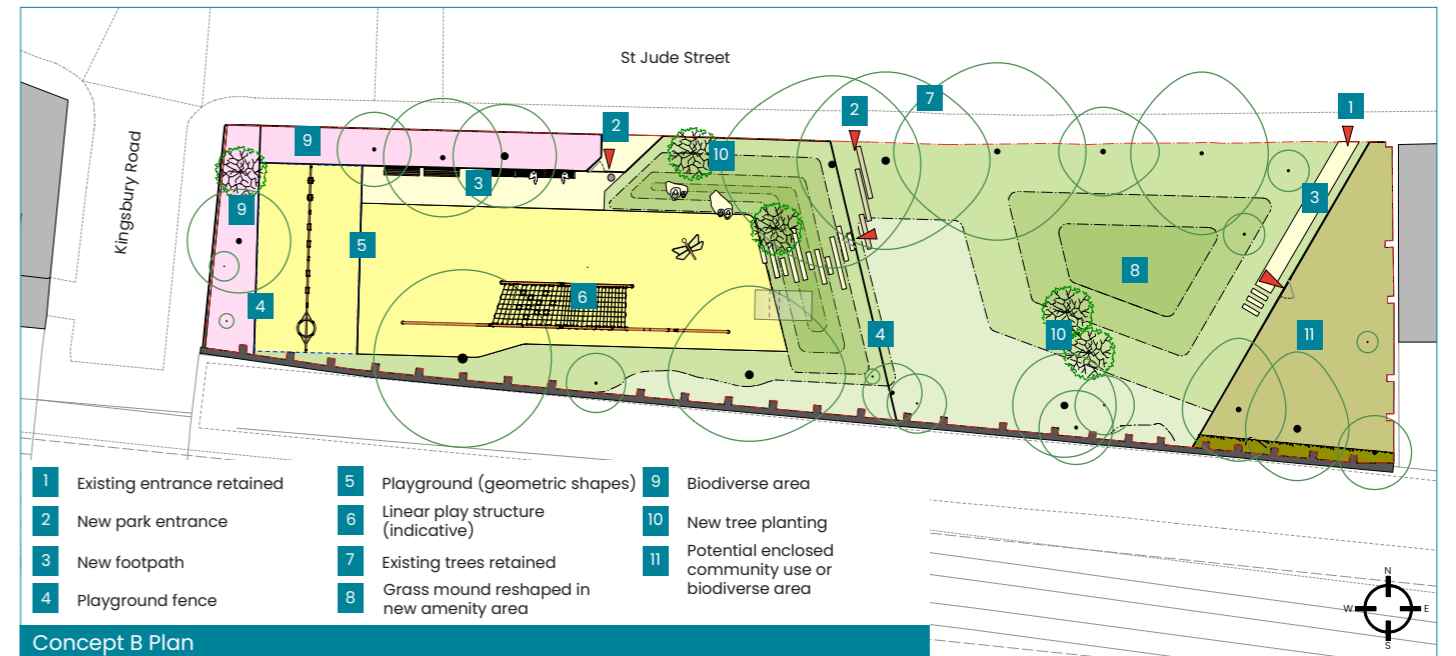 St Jude Street
Kingsbury Road
9
2
10
2
7
1
3
3
9
5
8
4
6
4
10
11
1 Existing entrance retained
2 New park entrance
3 New footpath
4 Playground fence
5 Playground (geometric shapes)
6 Linear play structure
(indicative)
7 Existing trees retained
8 Grass mound reshaped in
new amenity area
9 Biodiverse area
10 New tree planting
11 Potential enclosed
community use or
biodiverse area
N
W E
S
Concept B Plan